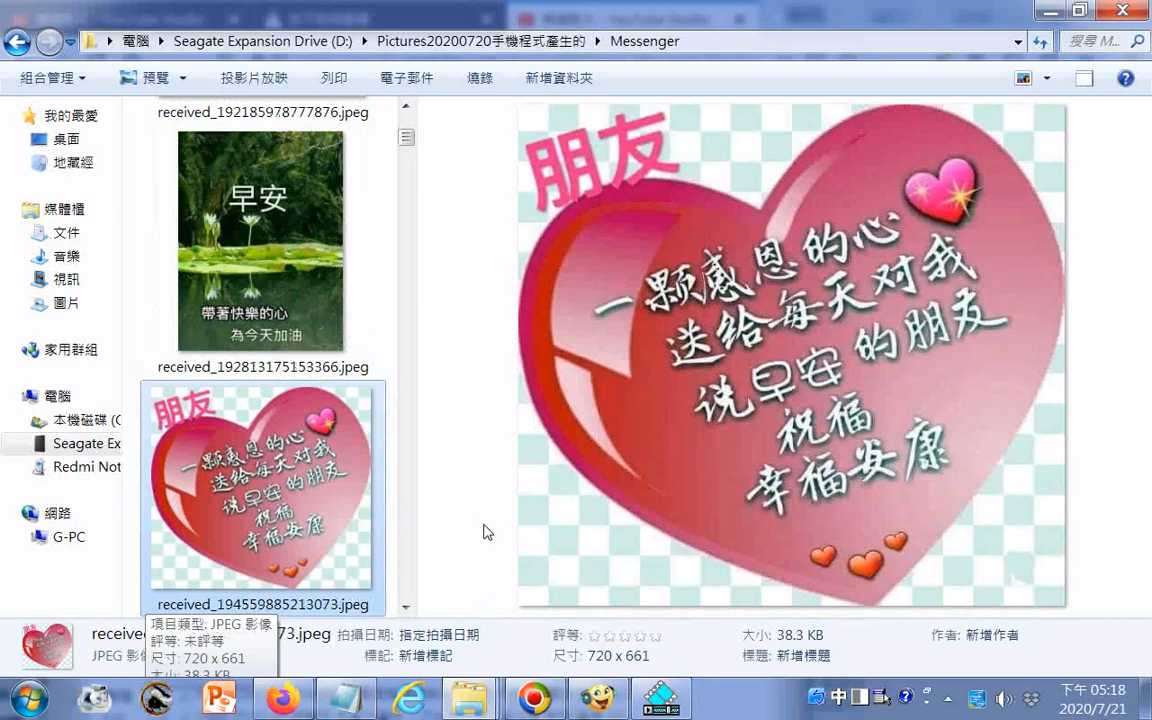 電腦 Seagate Expansion Drive (D:) Pictures20200720手機程式產生的 Messenger
搜尋 M...
組合管理 預覽 投影片放映 列印 電子郵件 燒錄 新增資料夾
我的最愛
桌面
地藏經
媒體櫃
文件
音樂
視訊
圖片
家用群組
電腦
本機磁碟 (C
Seagate Ex
Redmi Not
網路
G-PC
received_192185978777876.jpeg
早安
帶著快樂的心
為今天加油
received_192813175153366.jpeg
朋友
一颗感恩的心
送给每天对我
说早安的朋友
祝福
幸福安康
received_194559885213073.jpeg
朋友
一颗感恩的心
送给每天对我
说早安的朋友
祝福
幸福安康
receive
73.jpeg
拍攝日期: 指定拍攝日期
評等:
大小: 38.3 KB
作者: 新增作者
JPEG 影像
標記: 新增標記
尺寸: 720 x 661
標題: 新增標題
項目類型: JPEG 影像
評等: 未評等
尺寸: 720 x 661
大小: 38.3 KB
中
下午 05:18
2020/7/21